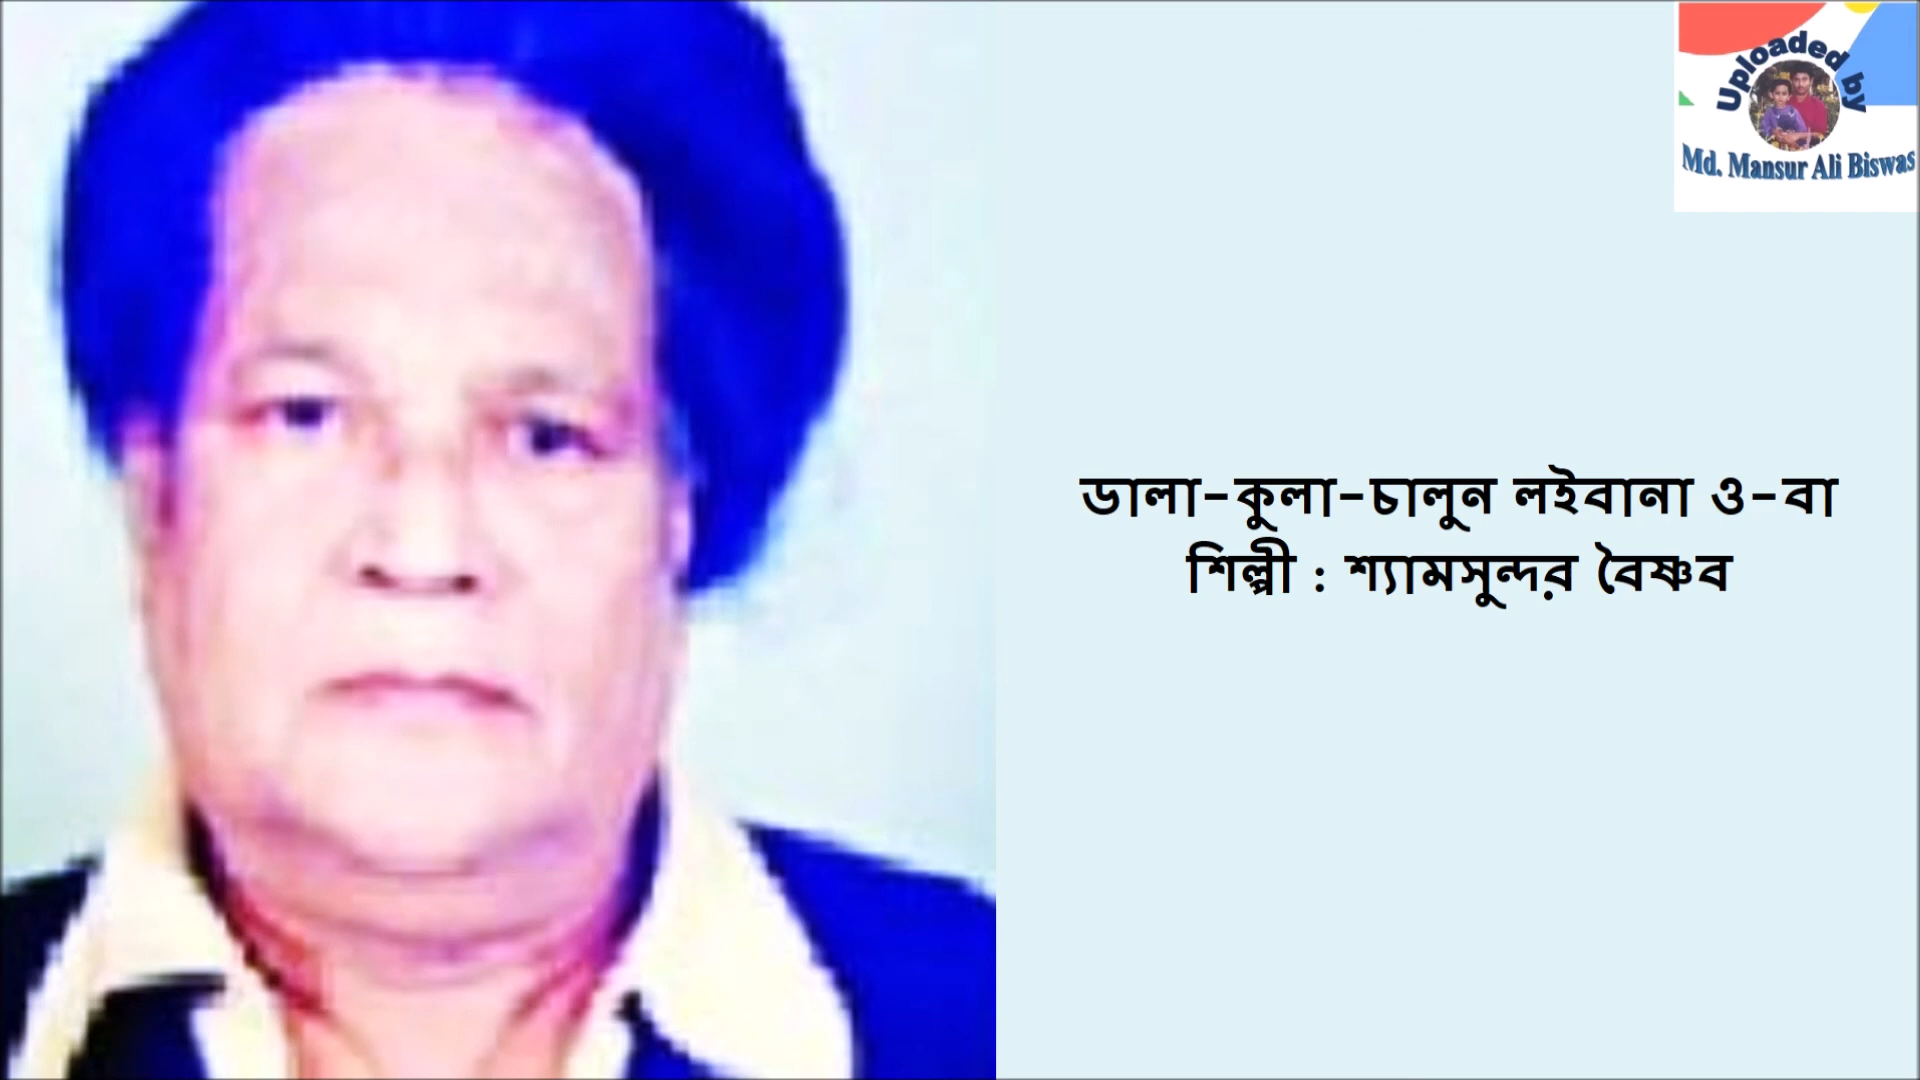 Uploaded by
Md. Mansur Ali Biswas
ডালা-কুলা-চালুন লইবানা ও-বা
শিল্পী : শ্যামসুন্দর বৈষ্ণব